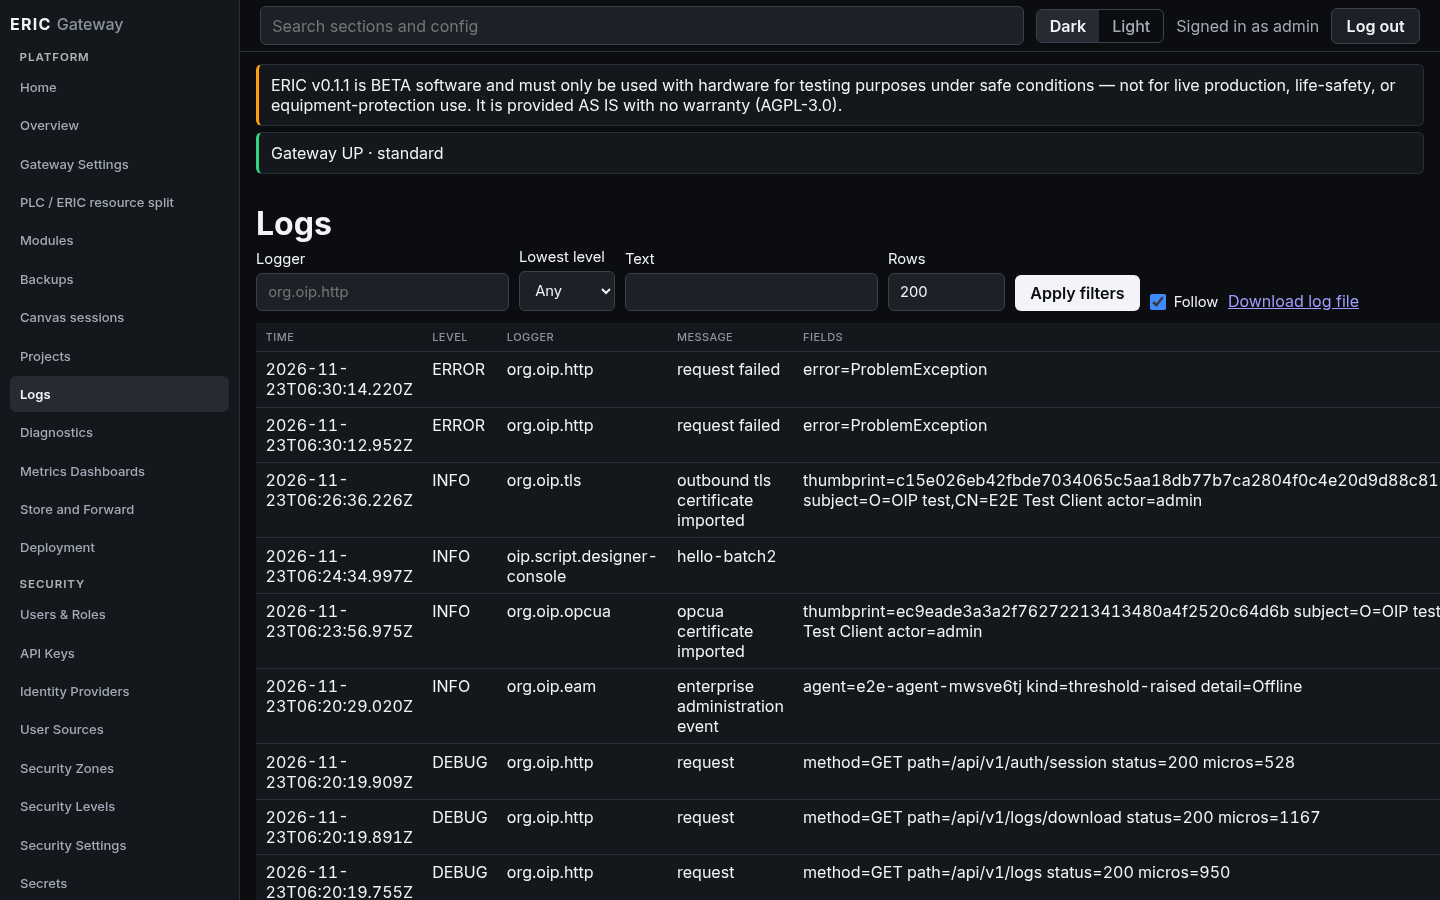 ERIC Gateway
PLATFORM
Home
Overview
Gateway Settings
PLC / ERIC resource split
Modules
Backups
Canvas sessions
Projects
Logs
Diagnostics
Metrics Dashboards
Store and Forward
Deployment
SECURITY
Users & Roles
API Keys
Identity Providers
User Sources
Security Zones
Security Levels
Security Settings
Secrets
Search sections and config
Dark Light Signed in as admin Log out
ERIC v0.1.1 is BETA software and must only be used with hardware for testing purposes under safe conditions — not for live production, life-safety, or
equipment-protection use. It is provided AS IS with no warranty (AGPL-3.0).
Gateway UP · standard
Logs
Logger Lowest level Text Rows
org.oip.http Any 200 Apply filters Follow Download log file
TIME LEVEL LOGGER MESSAGE FIELDS
2026-11- ERROR org.oip.http request failed error=ProblemException
23T06:30:14.220Z
2026-11- ERROR org.oip.http request failed error=ProblemException
23T06:30:12.952Z
2026-11- INFO org.oip.tls outbound tls thumbprint=c15e026eb42fbde7034065c5aa18db77b7ca2804f0c4e20d9d88c81
23T06:26:36.226Z certificate subject=O=OIP test,CN=E2E Test Client actor=admin
imported
2026-11- INFO oip.script.designer- hello-batch2
23T06:24:34.997Z console
2026-11- INFO org.oip.opcua opcua thumbprint=ec9eade3a3a2f76272213413480a4f2520c64d6b subject=O=OIP test
23T06:23:56.975Z certificate Test Client actor=admin
imported
2026-11- INFO org.oip.eam enterprise agent=e2e-agent-mwsve6tj kind=threshold-raised detail=Offline
23T06:20:29.020Z administration
event
2026-11- DEBUG org.oip.http request method=GET path=/api/v1/auth/session status=200 micros=528
23T06:20:19.909Z
2026-11- DEBUG org.oip.http request method=GET path=/api/v1/logs/download status=200 micros=1167
23T06:20:19.891Z
2026-11- DEBUG org.oip.http request method=GET path=/api/v1/logs status=200 micros=950
23T06:20:19.755Z